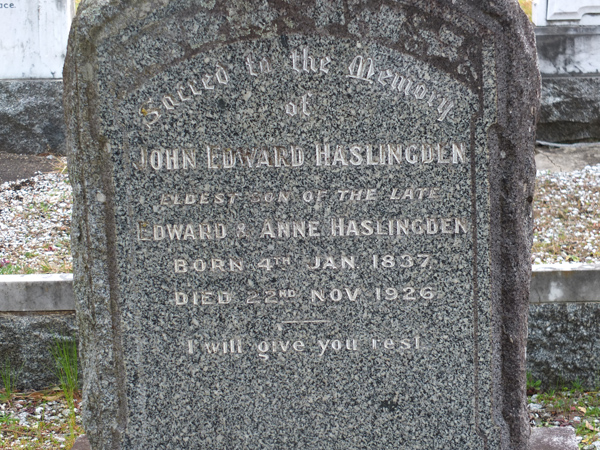 ace.
Sacred to the Memory
of
JOHN EDWARD HASLINGDEN
ELDEST SON OF THE LATE
EDWARD & ANNE HASLINGDEN
BORN 4TH JAN 1837
DIED 22ND NOV 1926
I will give you rest.